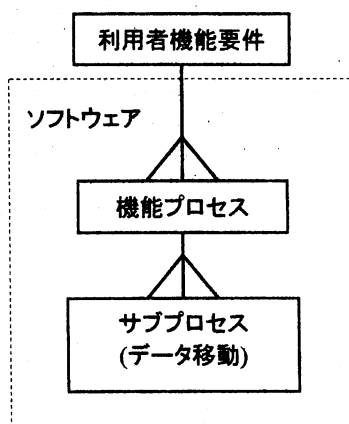 利用者機能要件
ソフトウェア
機能プロセス
サブプロセス
(データ移動)